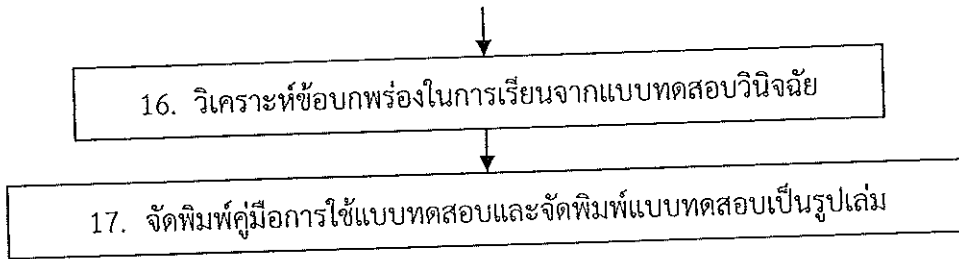 16. วิเคราะห์ข้อบกพร่องในการเรียนจากแบบทดสอบวินิจฉัย
17. จัดพิมพ์คู่มือการใช้แบบทดสอบและจัดพิมพ์แบบทดสอบเป็นรูปเล่ม